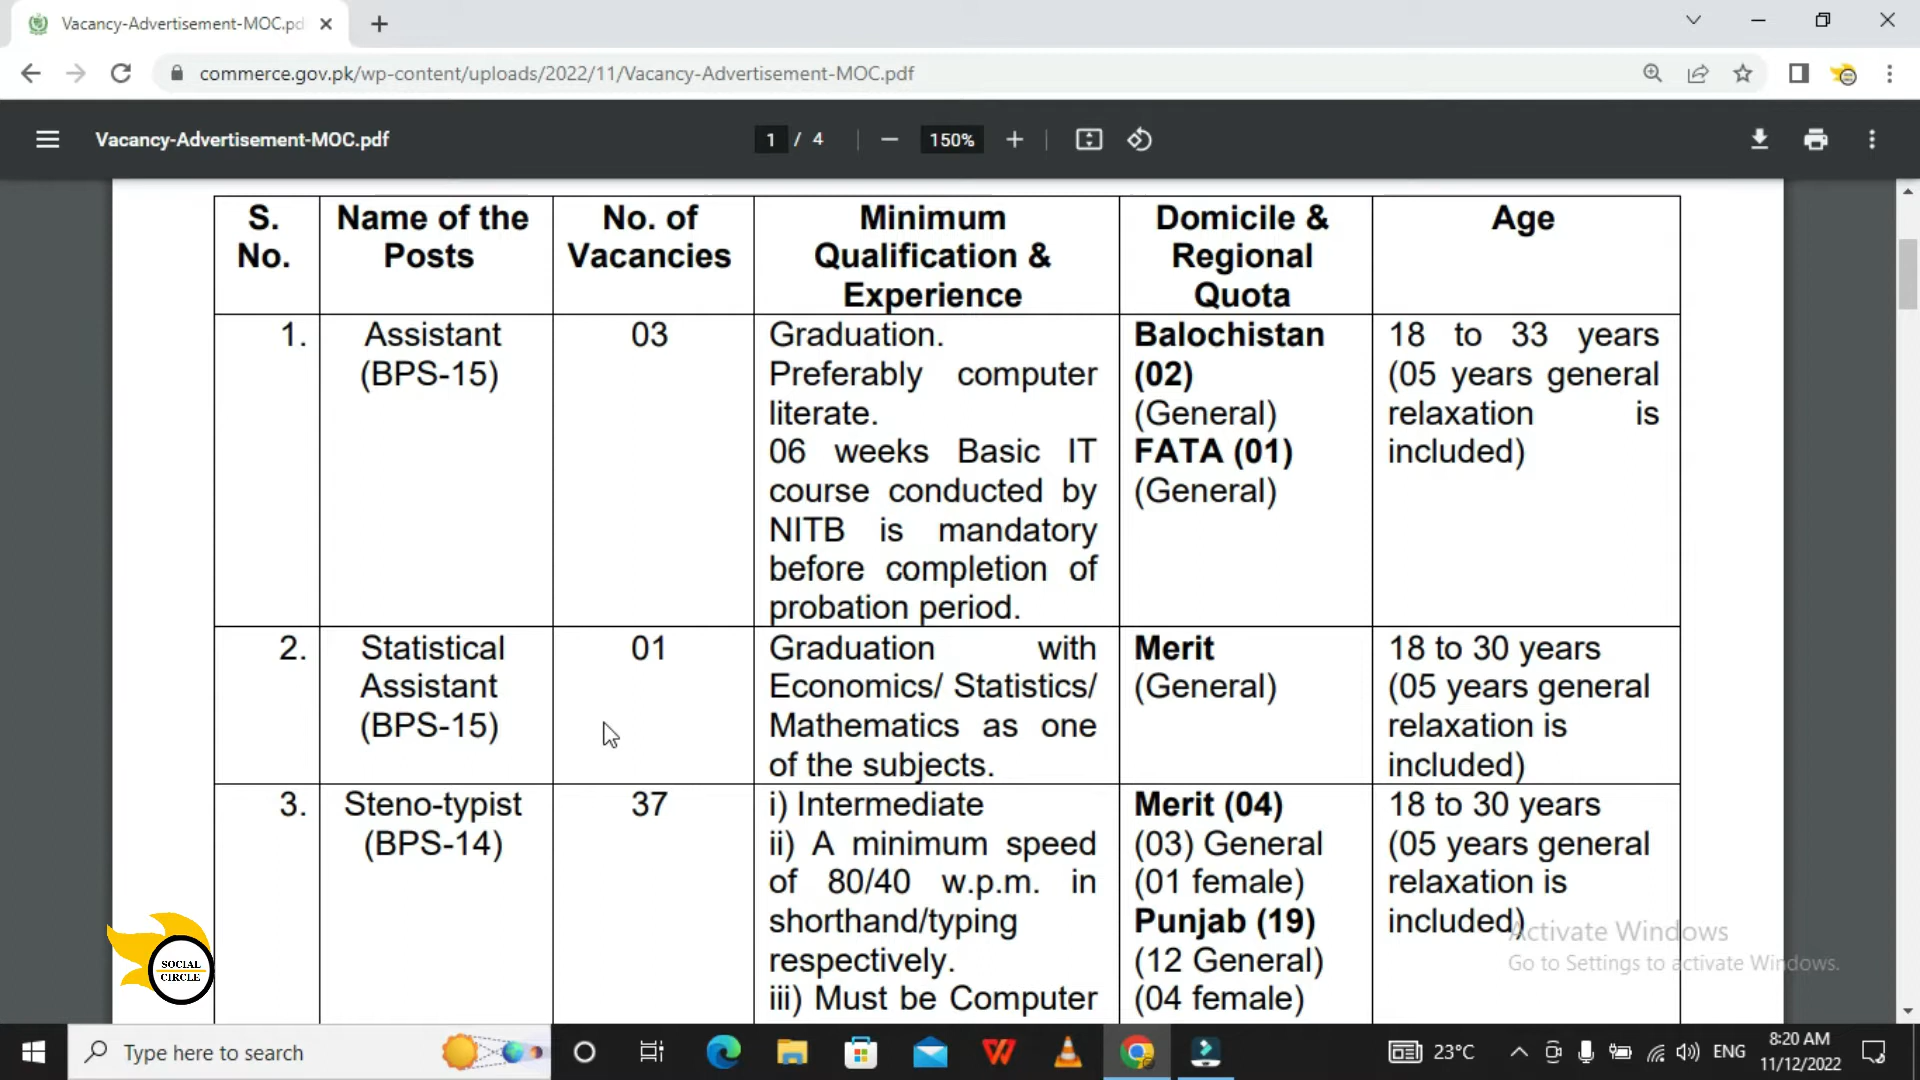 Vacancy-Advertisement-MOC.pd
commerce.gov.pk/wp-content/uploads/2022/11/Vacancy-Advertisement-MOC.pdf
Vacancy-Advertisement-MOC.pdf
1 / 4
150%
S. No.
Name of the Posts
No. of Vacancies
Minimum Qualification & Experience
Domicile & Regional Quota
Age
1.
Assistant
(BPS-15)
03
Graduation.
Preferably computer
literate.
06 weeks Basic IT
course conducted by
NITB is mandatory
before completion of
probation period.
Balochistan
(02)
(General)
FATA (01)
(General)
18 to 33 years
(05 years general
relaxation is
included)
2.
Statistical
Assistant
(BPS-15)
01
Graduation with
Economics/ Statistics/
Mathematics as one
of the subjects.
Merit
(General)
18 to 30 years
(05 years general
relaxation is
included)
3.
Steno-typist
(BPS-14)
37
i) Intermediate
ii) A minimum speed
of 80/40 w.p.m. in
shorthand/typing
respectively.
iii) Must be Computer
Merit (04)
(03) General
(01 female)
Punjab (19)
(12 General)
(04 female)
18 to 30 years
(05 years general
relaxation is
included)
Activate Windows
Go to Settings to activate Windows.
SOCIAL
CIRCLE
Type here to search
23°C
ENG
8:20 AM
11/12/2022